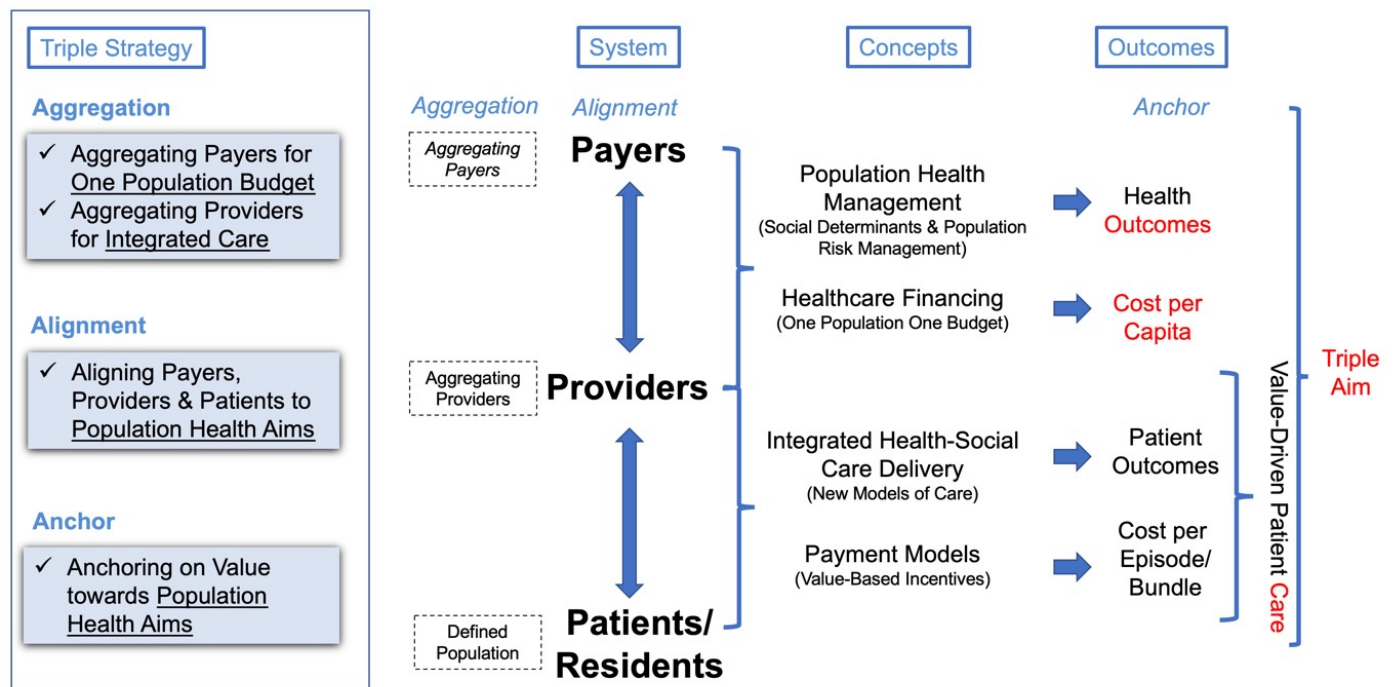 Triple Strategy
Aggregation
✓ Aggregating Payers for
One Population Budget
✓ Aggregating Providers
for Integrated Care
Alignment
✓ Aligning Payers,
Providers & Patients to
Population Health Aims
Anchor
✓ Anchoring on Value
towards Population
Health Aims
System
Concepts
Outcomes
Aggregation
Alignment
Anchor
Aggregating
Payers
Payers
Aggregating
Providers
Providers
Defined
Population
Patients/
Residents
Population Health
Management
(Social Determinants & Population
Risk Management)
Health
Outcomes
Healthcare Financing
(One Population One Budget)
Cost per
Capita
Integrated Health-Social
Care Delivery
(New Models of Care)
Patient
Outcomes
Payment Models
(Value-Based Incentives)
Cost per
Episode/
Bundle
Value-Driven Patient Care
Triple
Aim